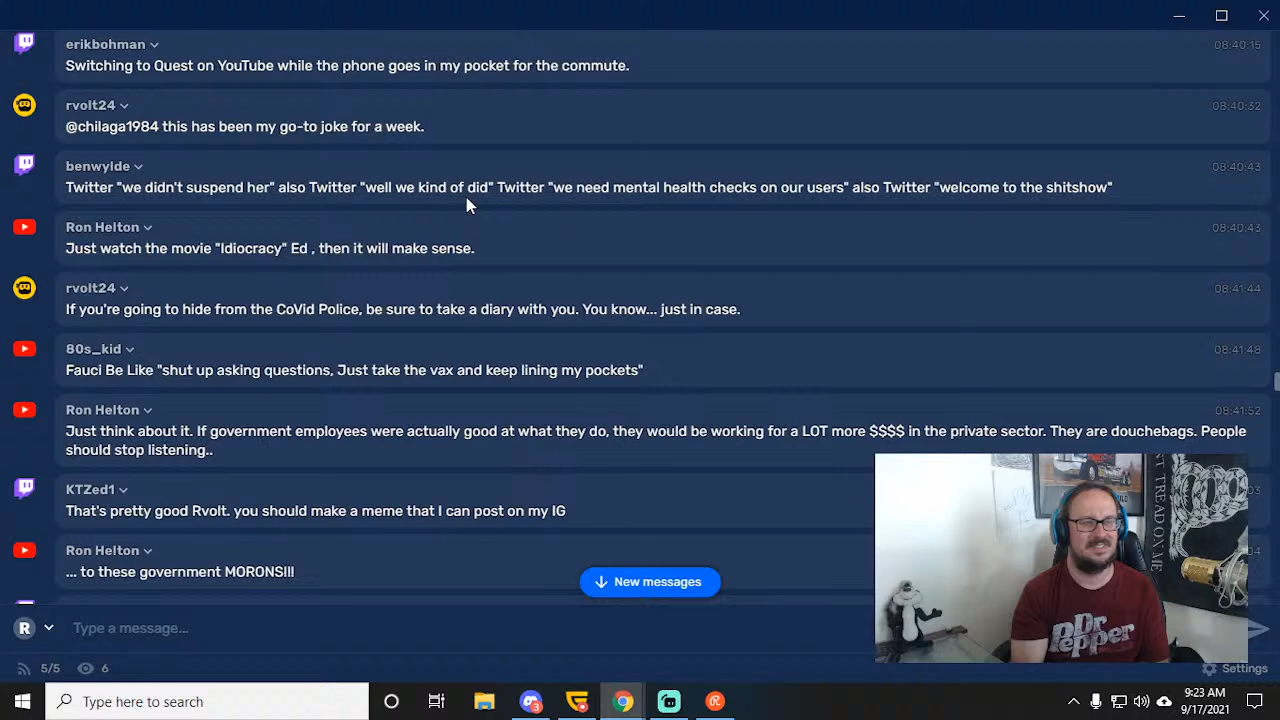 erikbohman
08:40:15
Switching to Quest on YouTube while the phone goes in my pocket for the commute.
rvolt24
08:40:32
@chilaga1984 this has been my go-to joke for a week.
benwylde
08:40:43
Twitter "we didn't suspend her" also Twitter "well we kind of did" Twitter "we need mental health checks on our users" also Twitter "welcome to the shitshow"
Ron Helton
08:40:43
Just watch the movie "Idiocracy" Ed , then it will make sense.
rvolt24
08:41:44
If you're going to hide from the CoVid Police, be sure to take a diary with you. You know... just in case.
80s_kid
08:41:48
Fauci Be Like "shut up asking questions, Just take the vax and keep lining my pockets"
Ron Helton
08:41:52
Just think about it. If government employees were actually good at what they do, they would be working for a LOT more $$$$ in the private sector. They are douchebags. People
should stop listening..
KTZed1
That's pretty good Rvolt. you should make a meme that I can post on my IG
Ron Helton
... to these government MORONS!!!
New messages
T TREAD ON ME
Dr
Pepper
R
Type a message...
5/5
6
Settings
Type here to search
3
9:23 AM
9/17/2021